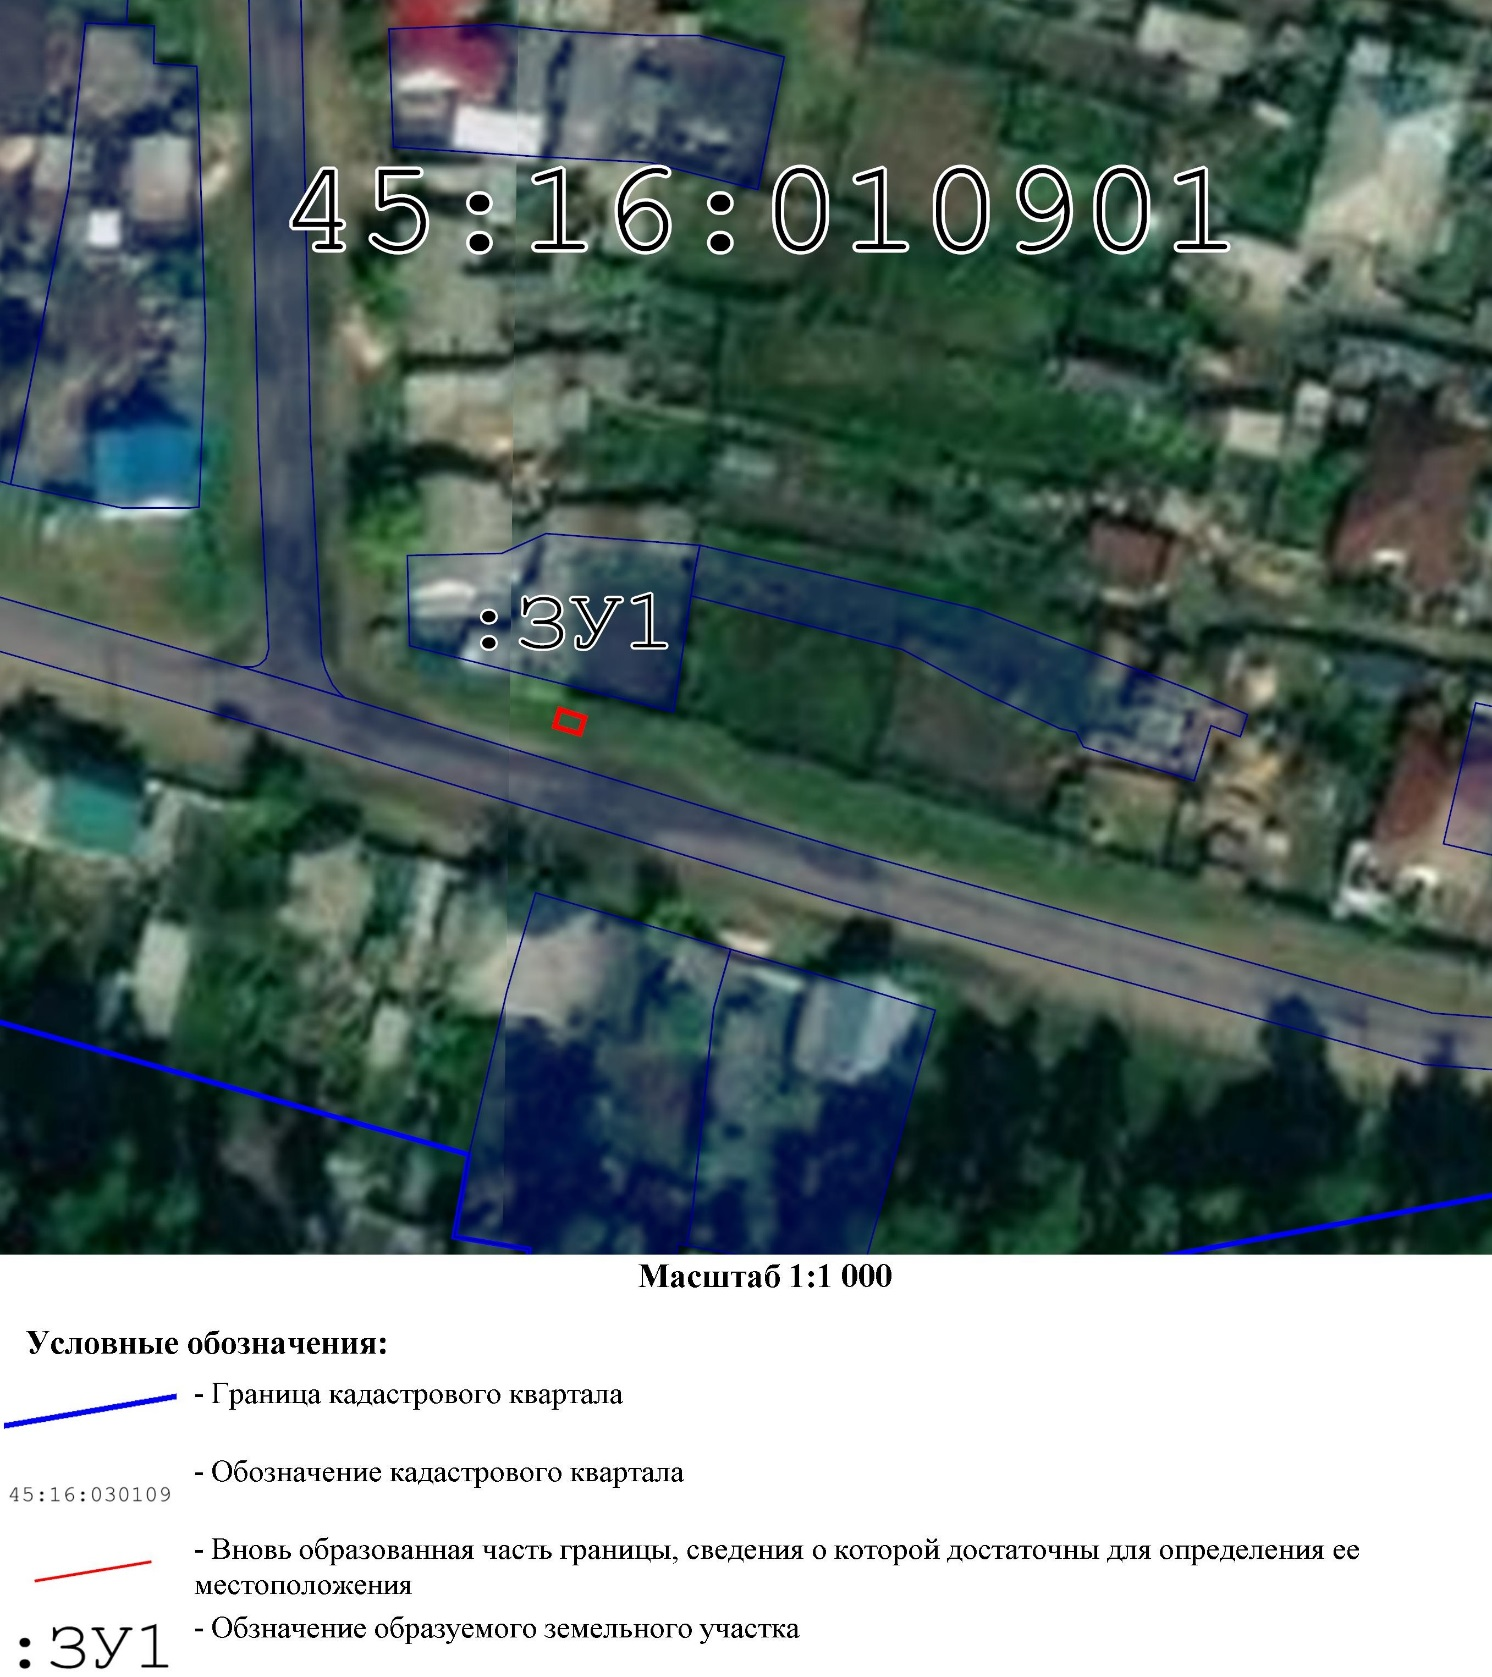 45:16:010901
:ЗУ1
Масштаб 1:1 000
Условные обозначения:
- Граница кадастрового квартала
- Обозначение кадастрового квартала
45:16:030109
- Вновь образованная часть границы, сведения о которой достаточны для определения ее
местоположения
- Обзначение образуемого земельного участка
:ЗУ1